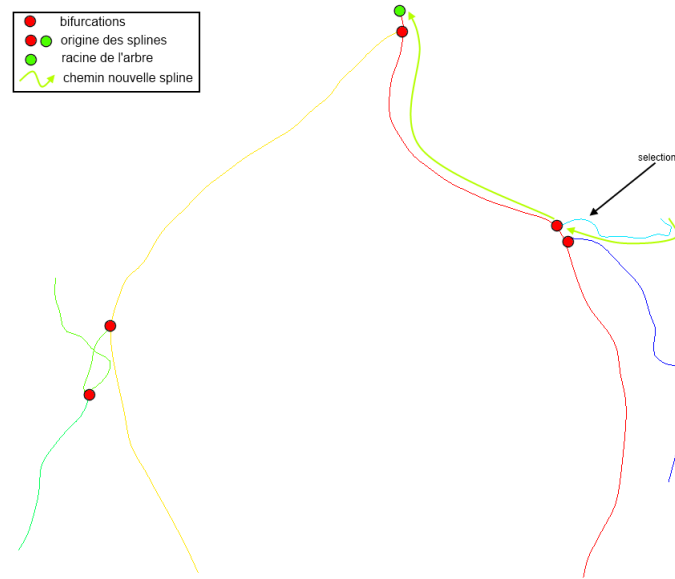 bifurcations
origine des splines
racine de l'arbre
chemin nouvelle spline
selection